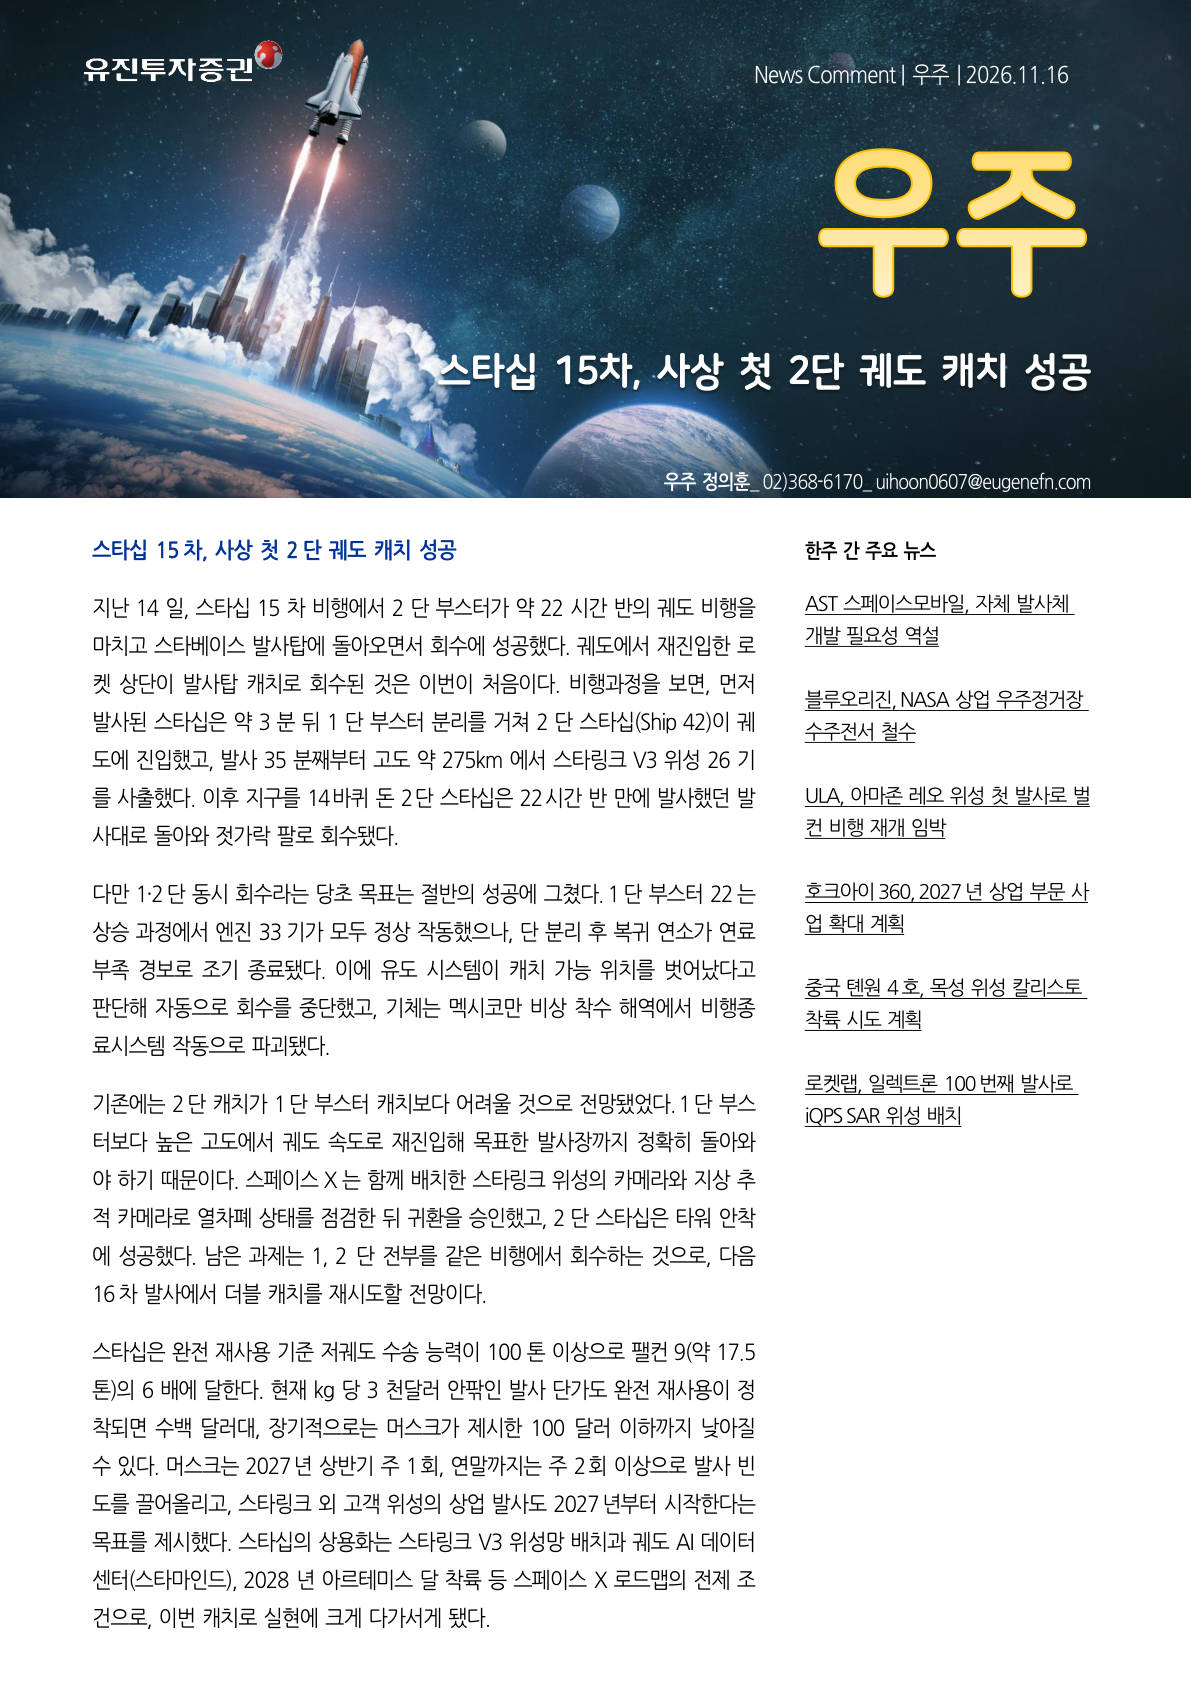 유진투자증권
News Comment | 우주 | 2026.11.16
우주
스타십 15차, 사상 첫 2단 궤도 캐치 성공
우주 정의훈_ 02)368-6170_ uihoon0607@eugenefn.com
스타십 15차, 사상 첫 2단 궤도 캐치 성공
지난 14 일, 스타십 15 차 비행에서 2 단 부스터가 약 22 시간 반의 궤도 비행을
마치고 스타베이스 발사탑에 돌아오면서 회수에 성공했다. 궤도에서 재진입한 로
켓 상단이 발사탑 캐치로 회수된 것은 이번이 처음이다. 비행과정을 보면, 먼저
발사된 스타십은 약 3 분 뒤 1 단 부스터 분리를 거쳐 2 단 스타십(Ship 42)이 궤
도에 진입했고, 발사 35 분째부터 고도 약 275km 에서 스타링크 V3 위성 26 기
를 사출했다. 이후 지구를 14바퀴 돈 2단 스타십은 22시간 반 만에 발사했던 발
사대로 돌아와 젓가락 팔로 회수됐다.
다만 1·2단 동시 회수라는 당초 목표는 절반의 성공에 그쳤다. 1단 부스터 22는
상승 과정에서 엔진 33기가 모두 정상 작동했으나, 단 분리 후 복귀 연소가 연료
부족 경보로 조기 종료됐다. 이에 유도 시스템이 캐치 가능 위치를 벗어났다고
판단해 자동으로 회수를 중단했고, 기체는 멕시코만 비상 착수 해역에서 비행종
료시스템 작동으로 파괴됐다.
기존에는 2단 캐치가 1단 부스터 캐치보다 어려울 것으로 전망됐었다. 1단 부스
터보다 높은 고도에서 궤도 속도로 재진입해 목표한 발사장까지 정확히 돌아와
야 하기 때문이다. 스페이스 X 는 함께 배치한 스타링크 위성의 카메라와 지상 추
적 카메라로 열차폐 상태를 점검한 뒤 귀환을 승인했고, 2 단 스타십은 타워 안착
에 성공했다. 남은 과제는 1, 2 단 전부를 같은 비행에서 회수하는 것으로, 다음
16차 발사에서 더블 캐치를 재시도할 전망이다.
스타십은 완전 재사용 기준 저궤도 수송 능력이 100 톤 이상으로 팰컨 9(약 17.5
톤)의 6 배에 달한다. 현재 kg 당 3 천달러 안팎인 발사 단가도 완전 재사용이 정
착되면 수백 달러대, 장기적으로는 머스크가 제시한 100 달러 이하까지 낮아질
수 있다. 머스크는 2027년 상반기 주 1회, 연말까지는 주 2회 이상으로 발사 빈
도를 끌어올리고, 스타링크 외 고객 위성의 상업 발사도 2027년부터 시작한다는
목표를 제시했다. 스타십의 상용화는 스타링크 V3 위성망 배치과 궤도 AI 데이터
센터(스타마인드), 2028 년 아르테미스 달 착륙 등 스페이스 X 로드맵의 전제 조
건으로, 이번 캐치로 실현에 크게 다가서게 됐다.
한주 간 주요 뉴스
AST 스페이스모바일, 자체 발사체
개발 필요성 역설
블루오리진, NASA 상업 우주정거장
수주전서 철수
ULA, 아마존 레오 위성 첫 발사로 벌
컨 비행 재개 임박
호크아이 360, 2027년 상업 부문 사
업 확대 계획
중국 톈원 4호, 목성 위성 칼리스토
착륙 시도 계획
로켓랩, 일렉트론 100번째 발사로
iQPS SAR 위성 배치